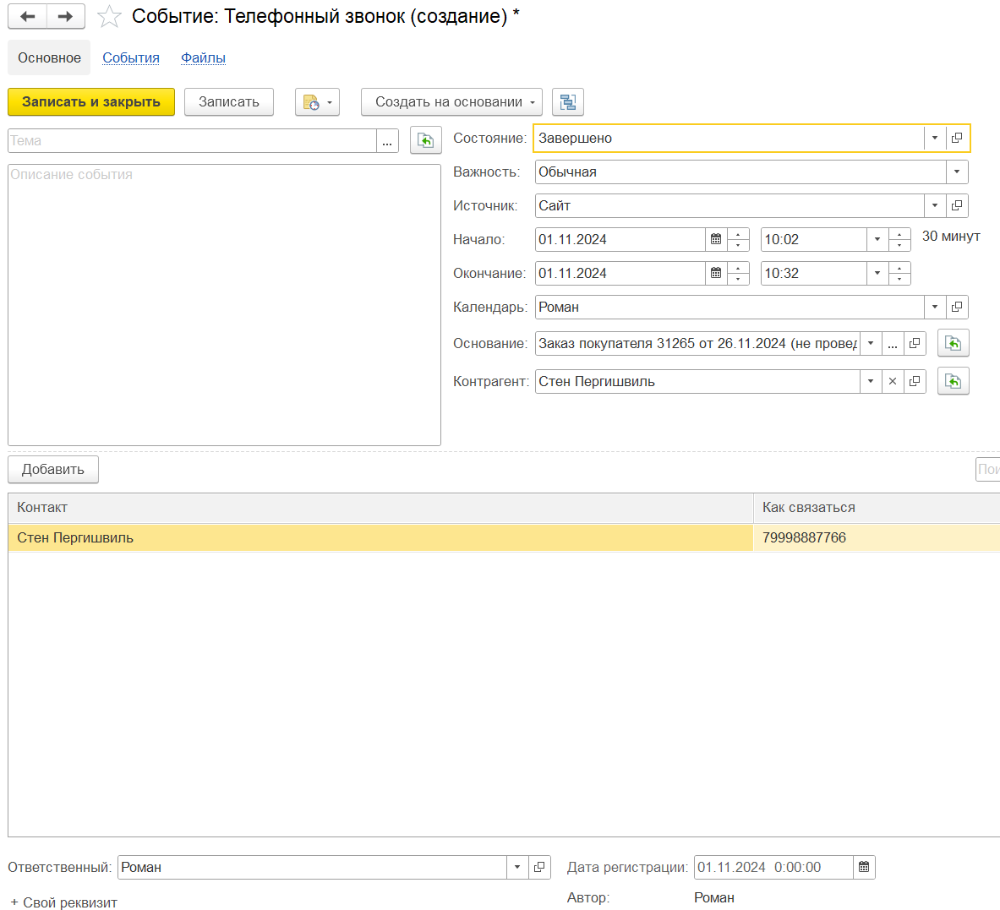 Событие: Телефонный звонок (создание) *
Основное События Файлы
Записать и закрыть Записать Создать на основании
Тема ...
Описание события
Состояние: Завершено
Важность: Обычная
Источник: Сайт
Начало: 01.11.2024 10:02 30 минут
Окончание: 01.11.2024 10:32
Календарь: Роман
Основание: Заказ покупателя 31265 от 26.11.2024 (не провед ...
Контрагент: Стен Пергишвиль
Добавить Пои
Контакт Как связаться
Стен Пергишвиль 79998887766
Ответственный: Роман Дата регистрации: 01.11.2024 0:00:00
+ Свой реквизит Автор: Роман